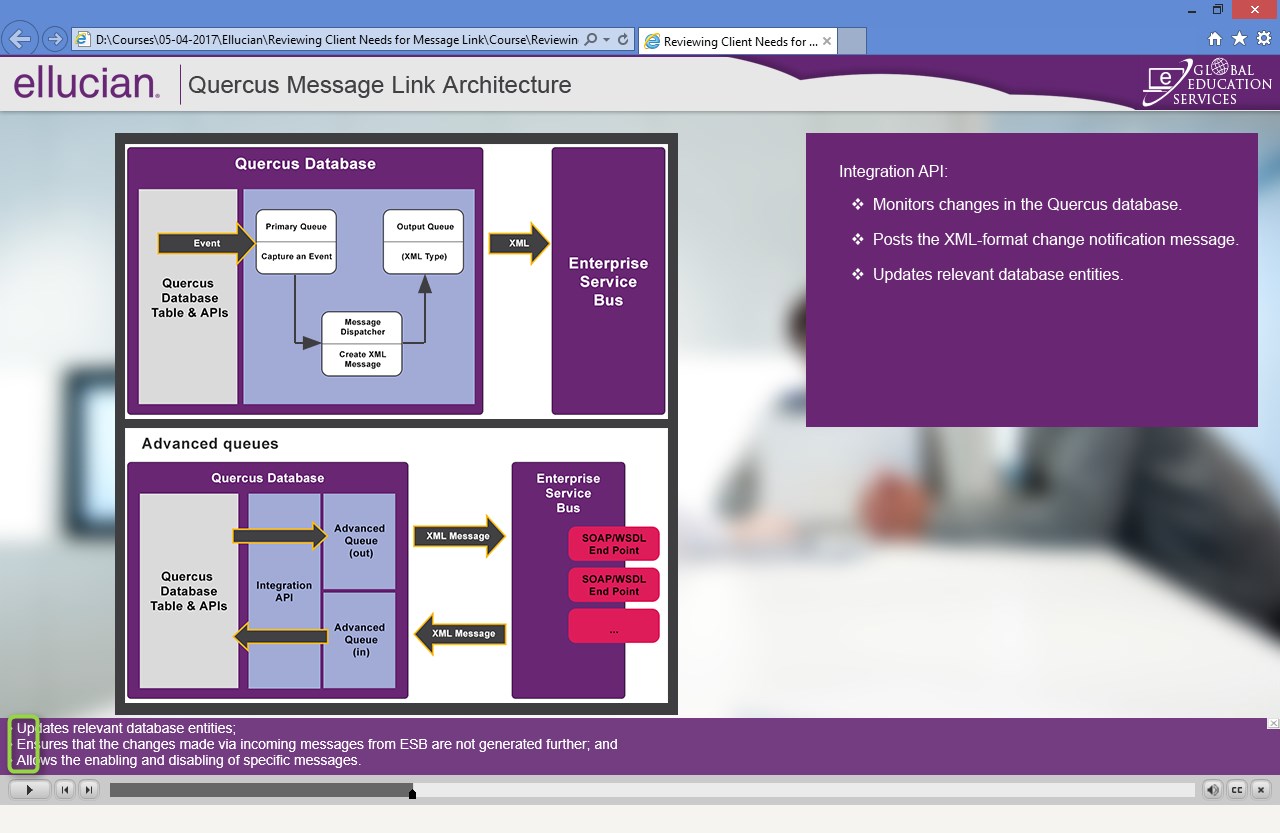 D:\Courses\05-04-2017\Ellucian\Reviewing Client Needs for Message Link\Course\Reviewin
Reviewing Client Needs for ...
ellucian.
Quercus Message Link Architecture
e
GLOBAL
EDUCATION
SERVICES
Quercus Database
Event
Quercus
Database
Table & APIs
Primary Queue
Capture an Event
Output Queue
(XML Type)
Message
Dispatcher
Create XML
Message
XML
Enterprise
Service
Bus
Advanced queues
Quercus Database
Quercus
Database
Table & APIs
Integration
API
Advanced
Queue
(out)
Advanced
Queue
(in)
XML Message
XML Message
Enterprise
Service
Bus
SOAP/WSDL
End Point
SOAP/WSDL
End Point
...
Integration API:
❖ Monitors changes in the Quercus database.
❖ Posts the XML-format change notification message.
❖ Updates relevant database entities.
· Updates relevant database entities;
· Ensures that the changes made via incoming messages from ESB are not generated further; and
· Allows the enabling and disabling of specific messages.
CC